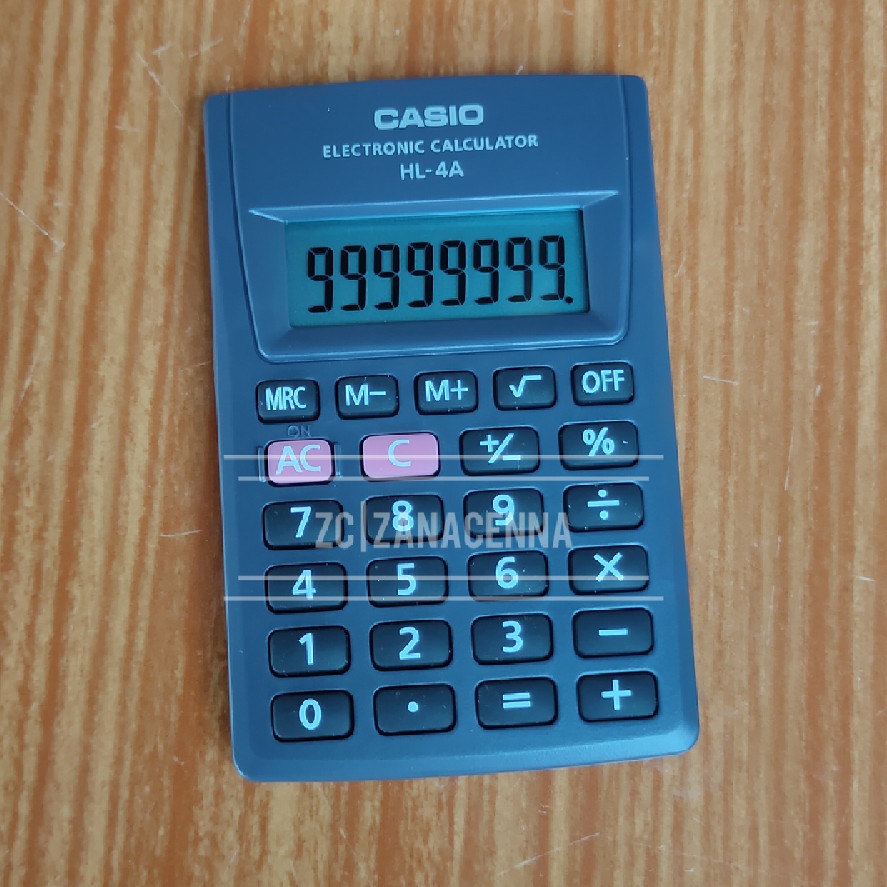 CASIO
ELECTRONIC CALCULATOR
HL-4A
99999999.
MRC M− M+ √ OFF
ON
AC C +/− %
7 8 9 ÷
ZC|ZANACENNA
4 5 6 ×
1 2 3 −
0 . = +